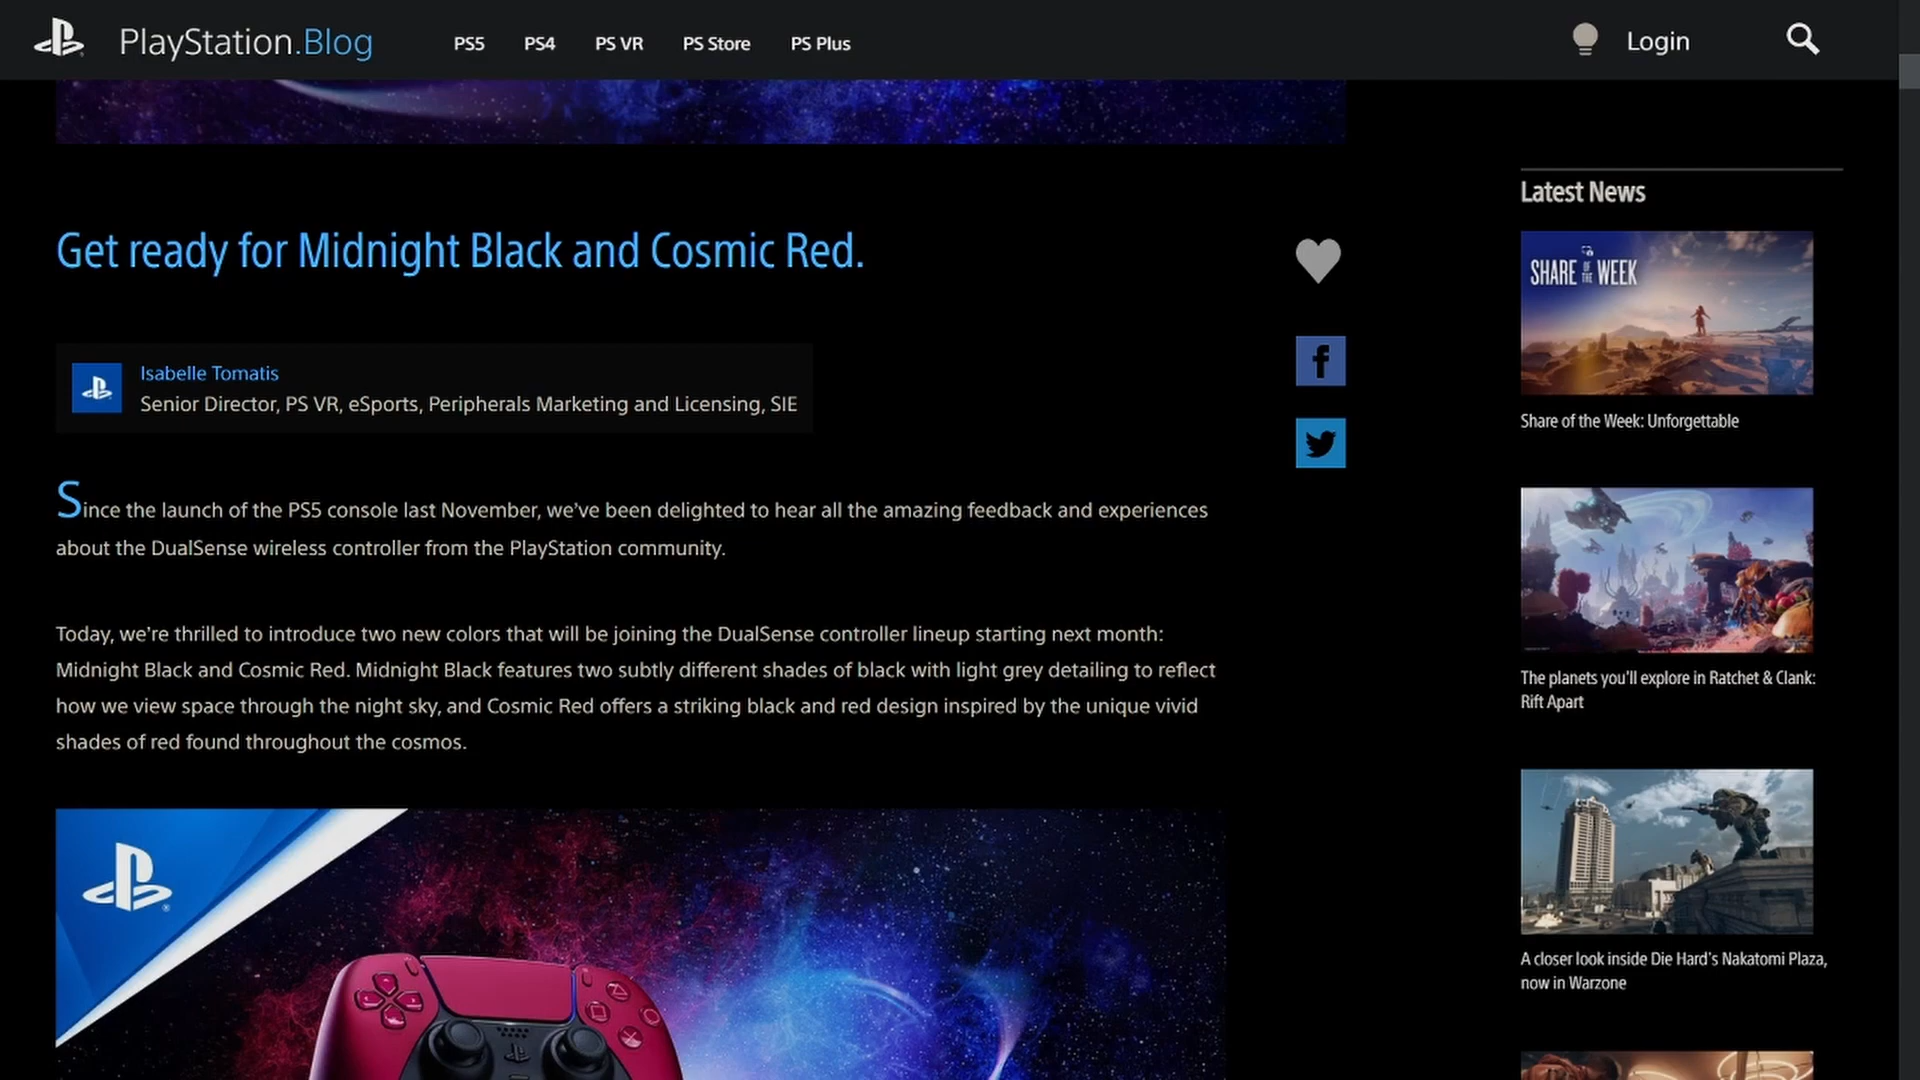 PlayStation.Blog
PS5 PS4 PS VR PS Store PS Plus
Login
Get ready for Midnight Black and Cosmic Red.
Isabelle Tomatis
Senior Director, PS VR, eSports, Peripherals Marketing and Licensing, SIE
Since the launch of the PS5 console last November, we’ve been delighted to hear all the amazing feedback and experiences
about the DualSense wireless controller from the PlayStation community.
Today, we’re thrilled to introduce two new colors that will be joining the DualSense controller lineup starting next month:
Midnight Black and Cosmic Red. Midnight Black features two subtly different shades of black with light grey detailing to reflect
how we view space through the night sky, and Cosmic Red offers a striking black and red design inspired by the unique vivid
shades of red found throughout the cosmos.
Latest News
SHARE OF THE WEEK
Share of the Week: Unforgettable
The planets you’ll explore in Ratchet & Clank:
Rift Apart
A closer look inside Die Hard’s Nakatomi Plaza,
now in Warzone